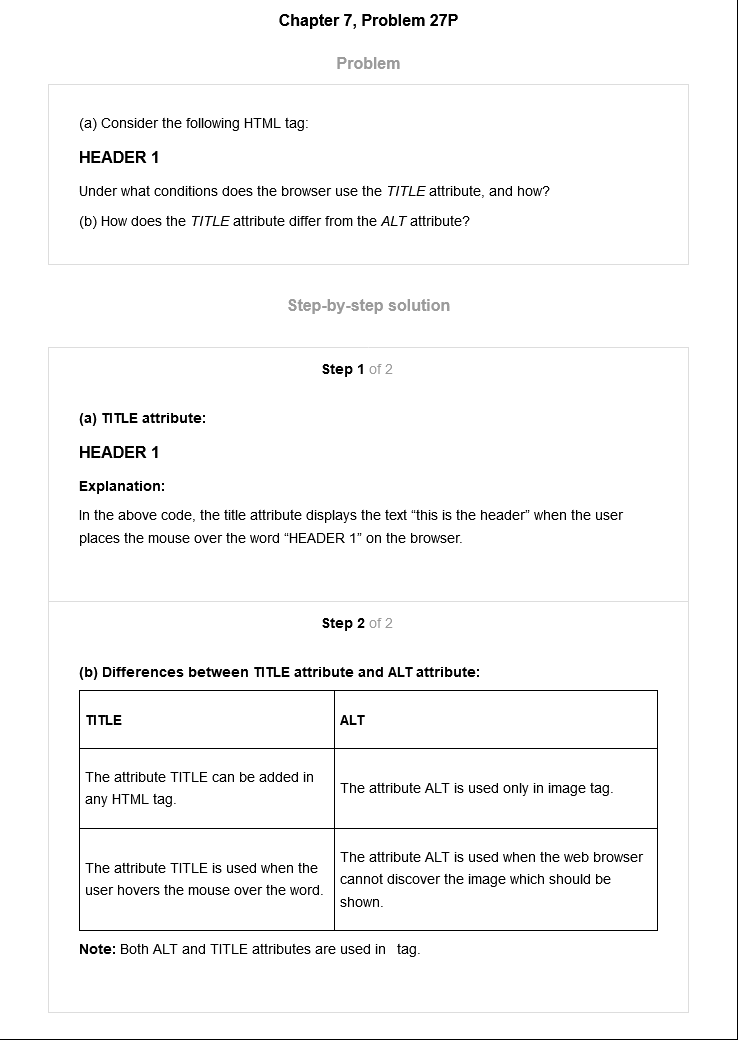 Chapter 7, Problem 27P
Problem
(a) Consider the following HTML tag:
HEADER 1
Under what conditions does the browser use the TITLE attribute, and how?
(b) How does the TITLE attribute differ from the ALT attribute?
Step-by-step solution
Step 1 of 2
(a) TITLE attribute:
HEADER 1
Explanation:
In the above code, the title attribute displays the text “this is the header” when the user
places the mouse over the word “HEADER 1” on the browser.
Step 2 of 2
(b) Differences between TITLE attribute and ALT attribute:
TITLE
ALT
The attribute TITLE can be added in
any HTML tag.
The attribute ALT is used only in image tag.
The attribute TITLE is used when the
user hovers the mouse over the word.
The attribute ALT is used when the web browser
cannot discover the image which should be
shown.
Note: Both ALT and TITLE attributes are used in tag.